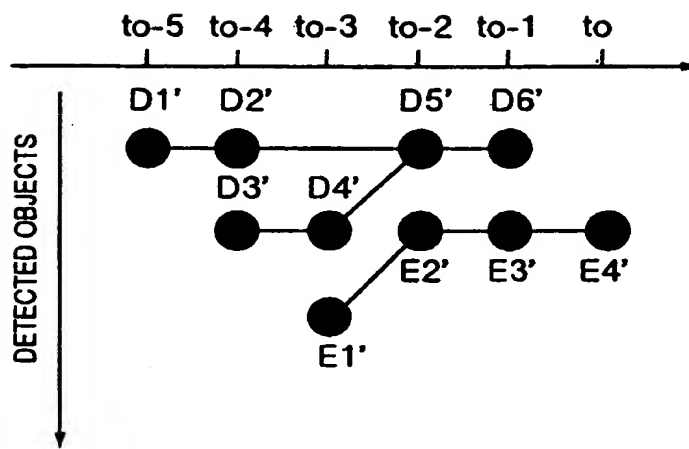 to-5 to-4 to-3 to-2 to-1 to
D1' D2' D5' D6'
D3' D4'
E2' E3' E4'
E1'
DETECTED OBJECTS